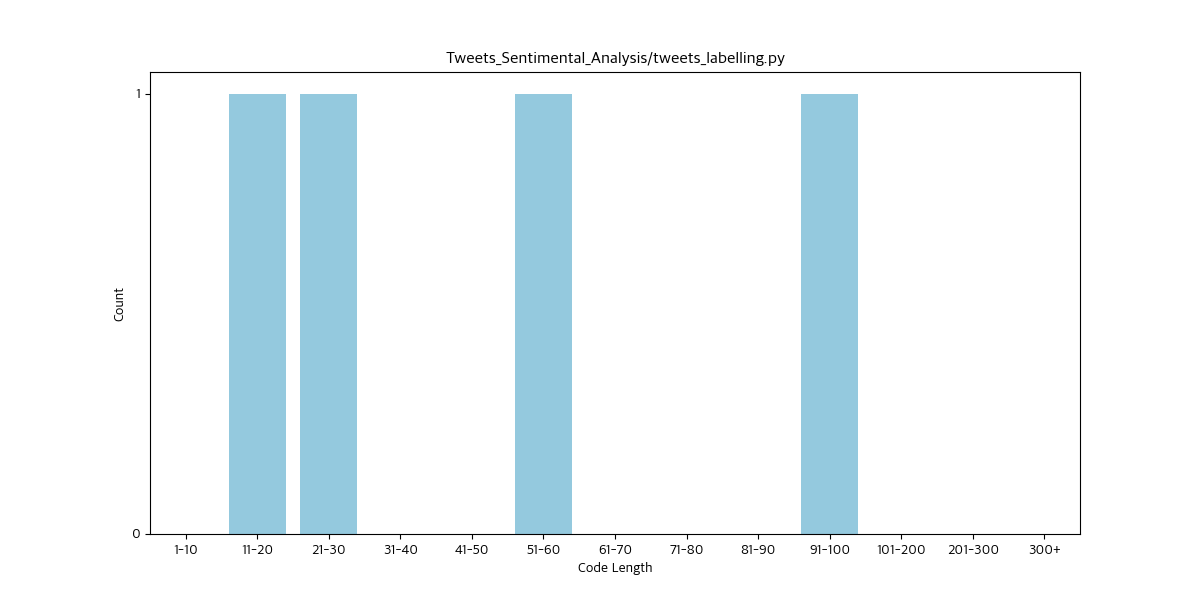 Tweets_Sentimental_Analysis/tweets_labelling.py
1
0
Count
1-10 11-20 21-30 31-40 41-50 51-60 61-70 71-80 81-90 91-100 101-200 201-300 300+
Code Length